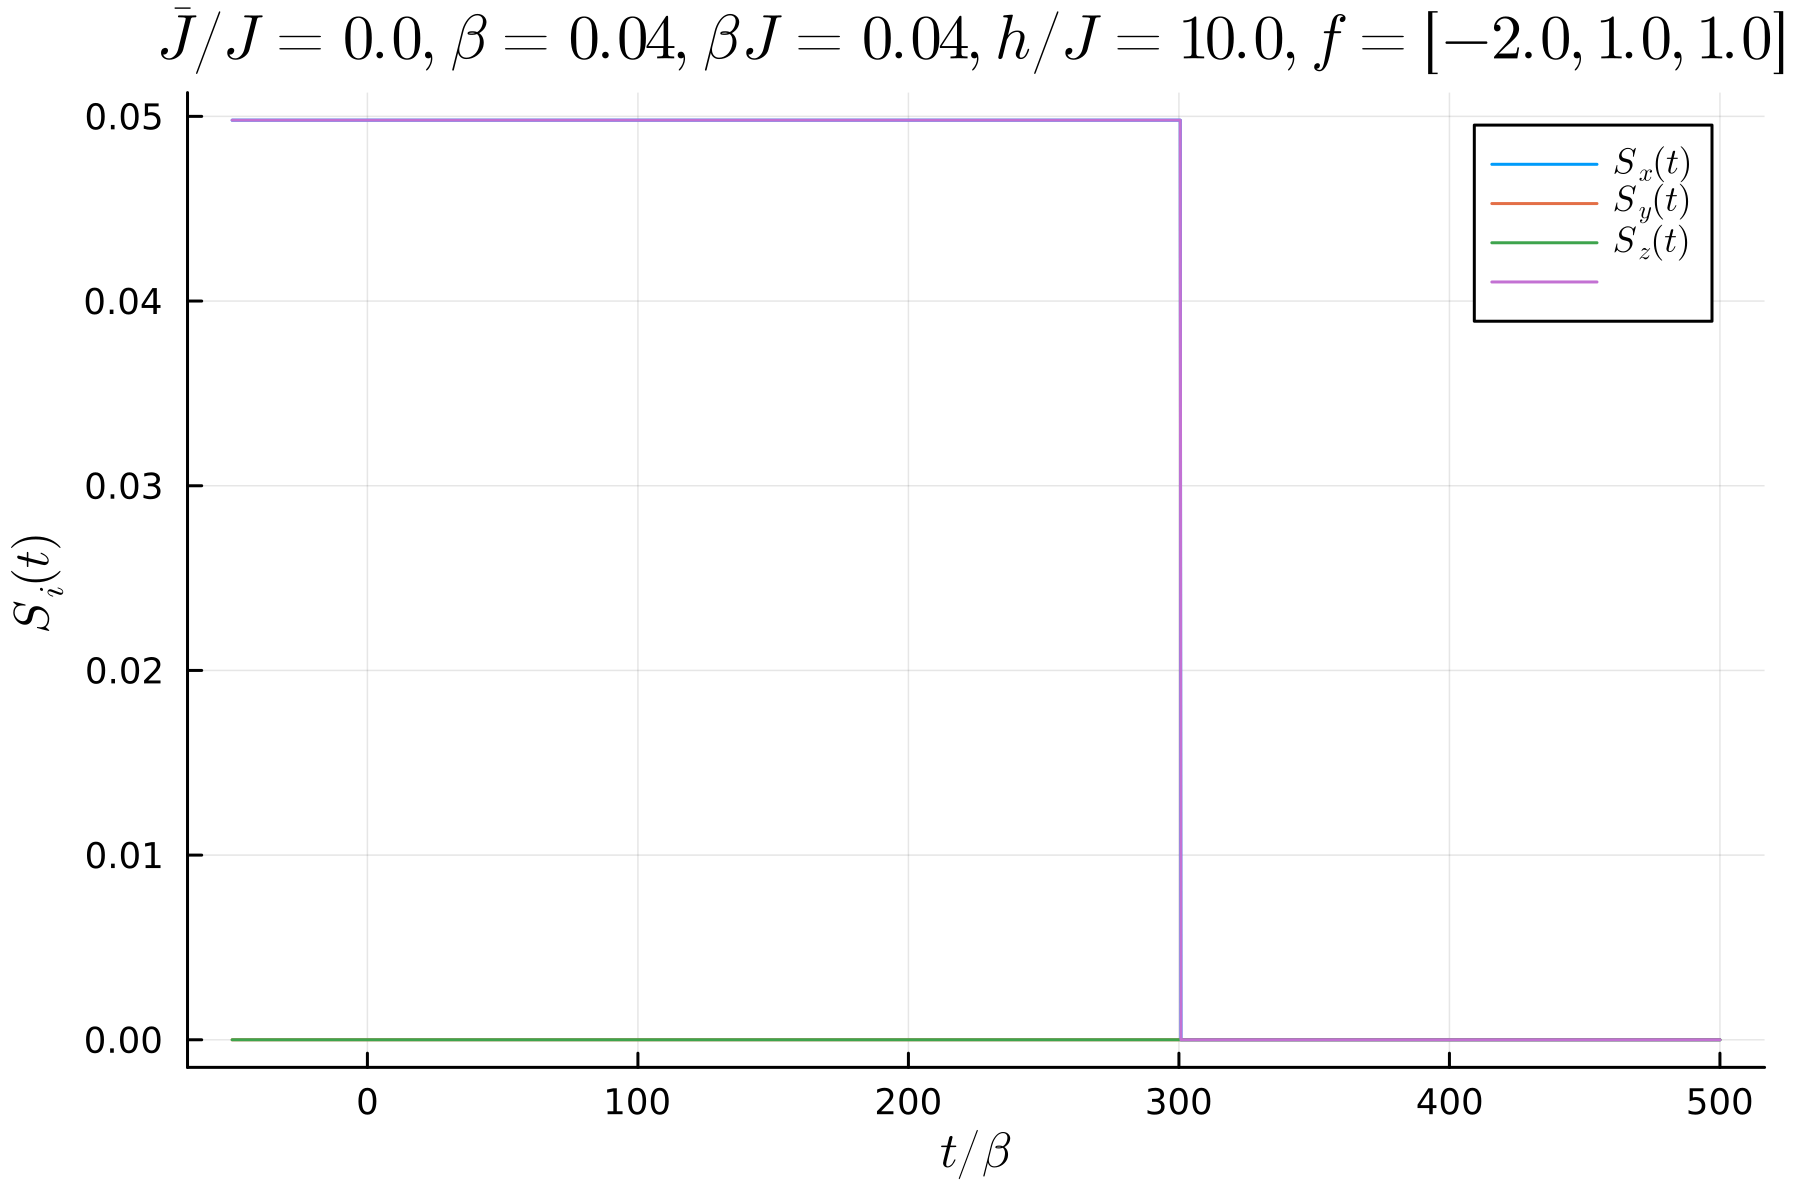 J̄/J = 0.0, β = 0.04, βJ = 0.04, h/J = 10.0, f = [−2.0, 1.0, 1.0]
0.05
0.04
0.03
0.02
0.01
0.00
S_i(t)
S_x(t)
S_y(t)
S_z(t)
0 100 200 300 400 500
t/β